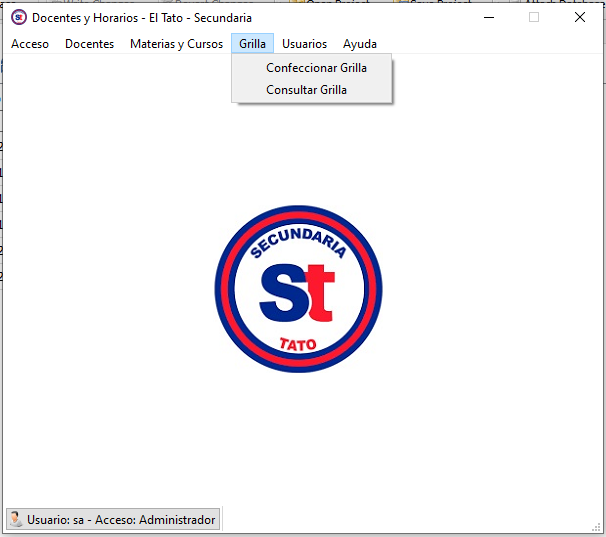 Docentes y Horarios - El Tato - Secundaria
Acceso Docentes Materias y Cursos Grilla Usuarios Ayuda
Confeccionar Grilla
Consultar Grilla
SECUNDARIA
St
TATO
Usuario: sa - Acceso: Administrador